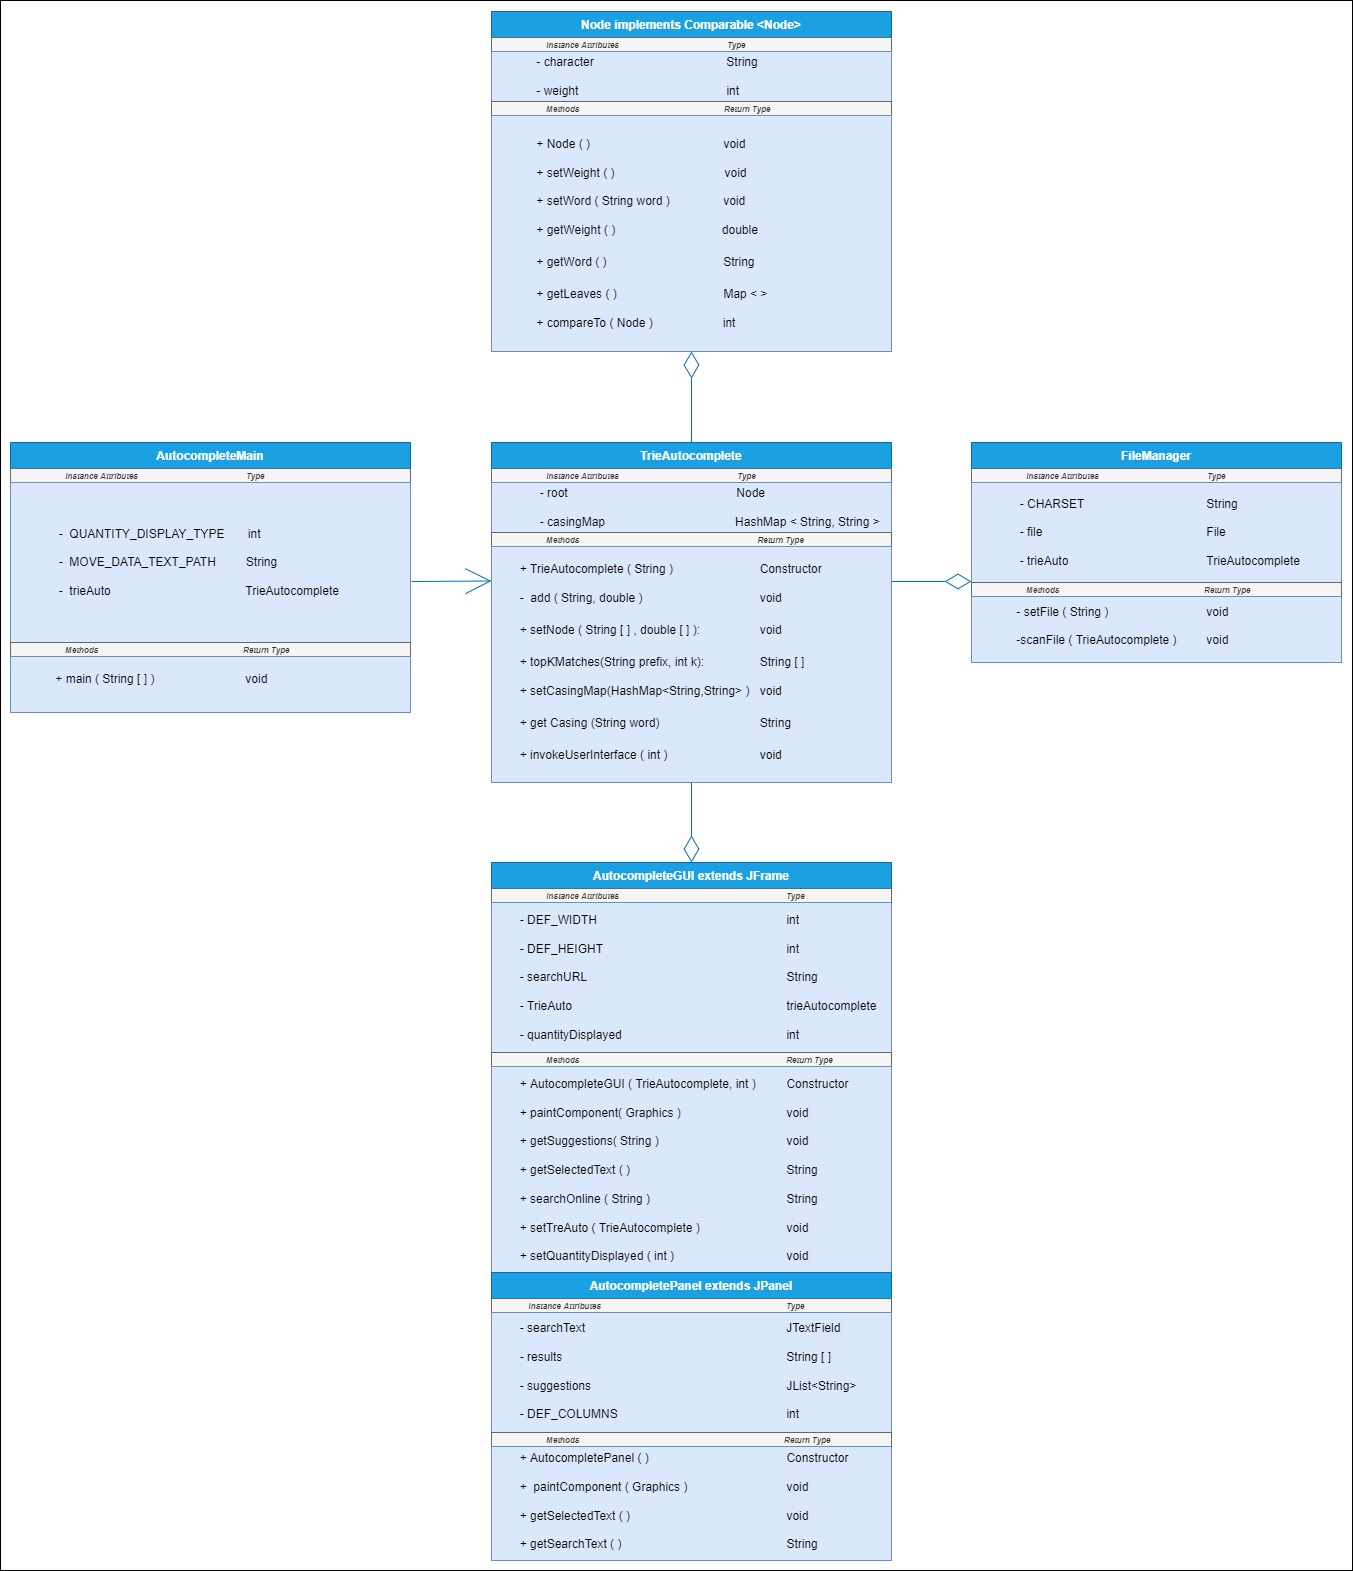 Node implements Comparable <Node>
Instance Attributes Type
- character String
- weight int
Methods Return Type
+ Node ( ) void
+ setWeight ( ) void
+ setWord ( String word ) void
+ getWeight ( ) double
+ getWord ( ) String
+ getLeaves ( ) Map < >
+ compareTo ( Node ) int
AutocompleteMain
Instance Attributes Type
- QUANTITY_DISPLAY_TYPE int
- MOVE_DATA_TEXT_PATH String
- trieAuto TrieAutocomplete
Methods Return Type
+ main ( String [ ] ) void
TrieAutocomplete
Instance Attributes Type
- root Node
- casingMap HashMap < String, String >
Methods Return Type
+ TrieAutocomplete ( String ) Constructor
- add ( String, double ) void
+ setNode ( String [ ] , double [ ] ): void
+ topKMatches(String prefix, int k): String [ ]
+ setCasingMap(HashMap<String,String> ) void
+ get Casing (String word) String
+ invokeUserInterface ( int ) void
FileManager
Instance Attributes Type
- CHARSET String
- file File
- trieAuto TrieAutocomplete
Methods Return Type
- setFile ( String ) void
-scanFile ( TrieAutocomplete ) void
AutocompleteGUI extends JFrame
Instance Attributes Type
- DEF_WIDTH int
- DEF_HEIGHT int
- searchURL String
- TrieAuto trieAutocomplete
- quantityDisplayed int
Methods Return Type
+ AutocompleteGUI ( TrieAutocomplete, int ) Constructor
+ paintComponent( Graphics ) void
+ getSuggestions( String ) void
+ getSelectedText ( ) String
+ searchOnline ( String ) String
+ setTreAuto ( TrieAutocomplete ) void
+ setQuantityDisplayed ( int ) void
AutocompletePanel extends JPanel
Instance Attributes Type
- searchText JTextField
- results String [ ]
- suggestions JList<String>
- DEF_COLUMNS int
Methods Return Type
+ AutocompletePanel ( ) Constructor
+ paintComponent ( Graphics ) void
+ getSelectedText ( ) void
+ getSearchText ( ) String